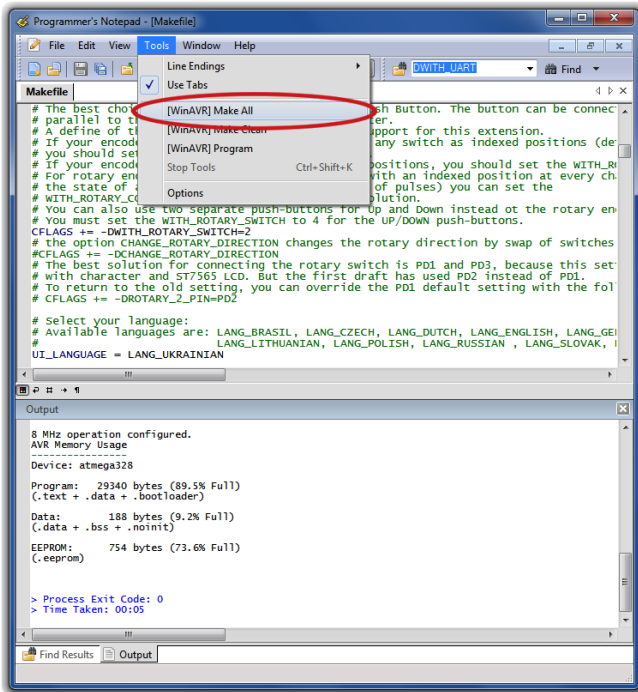 Programmer's Notepad - [Makefile]
File Edit View Tools Window Help
DWITH_UART Find
Line Endings
Use Tabs
[WinAVR] Make All
[WinAVR] Make Clean
[WinAVR] Program
Stop Tools Ctrl+Shift+K
Options
Makefile
# The best choi sh Button. The button can be connec
# parallel to th er.
# A define of th upport for this extension.
# If your encode any switch as indexed positions (de
# you should set
# If your encode ositions, you should set the WITH_R
# For rotary en with an indexed position at every cha
# the state of a of pulses) you can set the
# WITH_ROTARY_CO olution.
# You can also use two separate push-buttons for Up and Down instead ot the rotary en
# You must set the WITH_ROTARY_SWITCH to 4 for the UP/DOWN push-buttons.
CFLAGS += -DWITH_ROTARY_SWITCH=2
# the option CHANGE_ROTARY_DIRECTION changes the rotary direction by swap of switches
#CFLAGS += -DCHANGE_ROTARY_DIRECTION
# The best solution for connecting the rotary switch is PD1 and PD3, because this set
# with character and ST7565 LCD. But the first draft has used PD2 instead of PD1.
# To return to the old setting, you can override the PD1 default setting with the fol
# CFLAGS += -DROTARY_2_PIN=PD2
# Select your language:
# Available languages are: LANG_BRASIL, LANG_CZECH, LANG_DUTCH, LANG_ENGLISH, LANG_GE
# LANG_LITHUANIAN, LANG_POLISH, LANG_RUSSIAN , LANG_SLOVAK,
UI_LANGUAGE = LANG_UKRAINIAN
Output
8 MHz operation configured.
AVR Memory Usage
----------------
Device: atmega328
Program: 29340 bytes (89.5% Full)
(.text + .data + .bootloader)
Data: 188 bytes (9.2% Full)
(.data + .bss + .noinit)
EEPROM: 754 bytes (73.6% Full)
(.eeprom)
> Process Exit Code: 0
> Time Taken: 00:05
Find Results Output